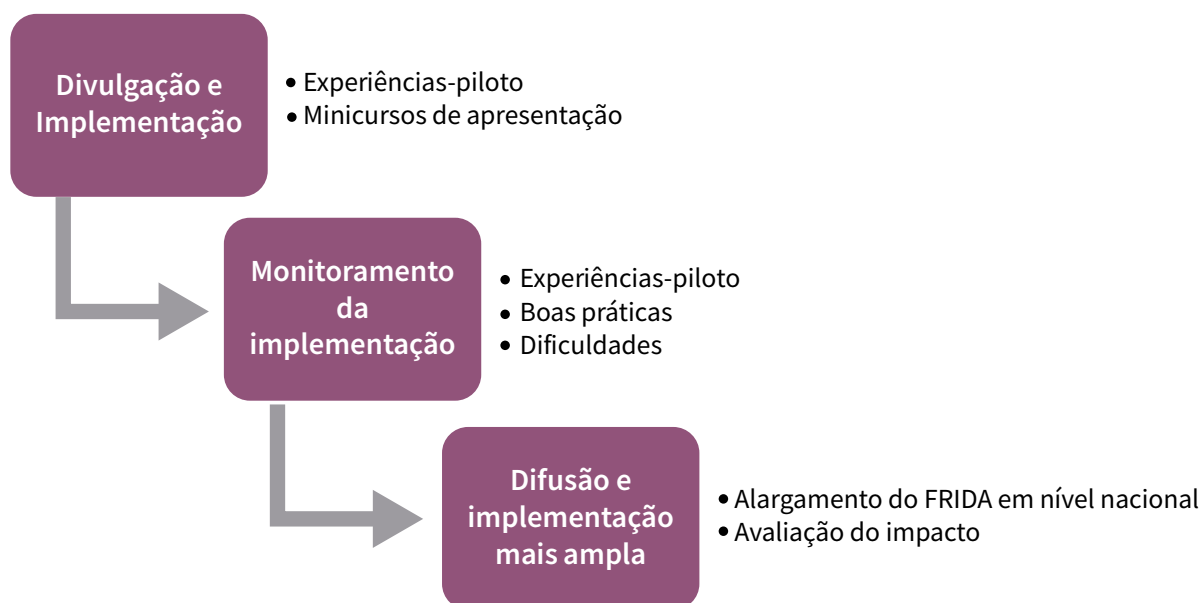 Divulgação e
Implementação
• Experiências-piloto
• Minicursos de apresentação
Monitoramento
da
implementação
• Experiências-piloto
• Boas práticas
• Dificuldades
Difusão e
implementação
mais ampla
• Alargamento do FRIDA em nível nacional
• Avaliação do impacto